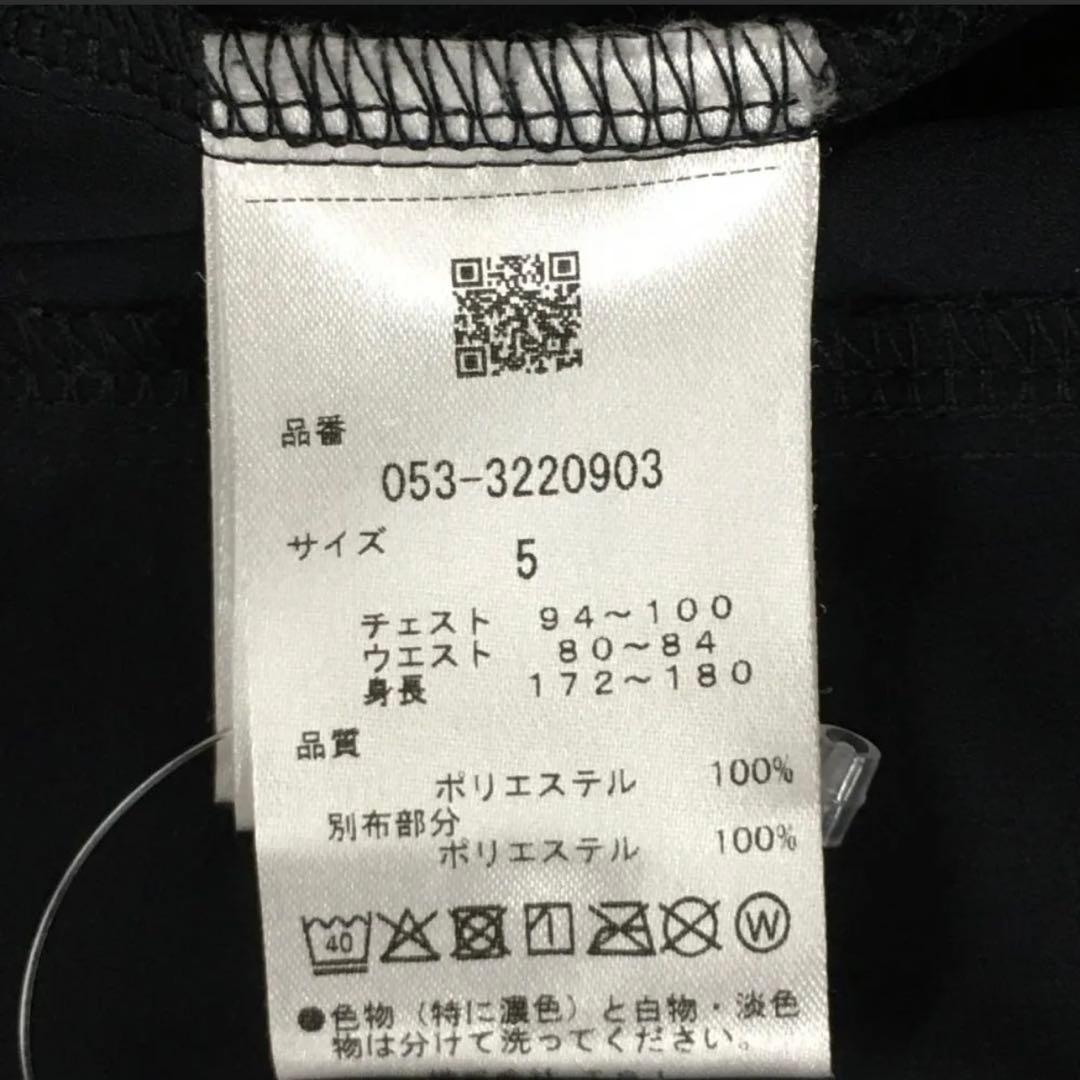 品番
053-3220903
サイズ 5
チェスト 94～100
ウエスト 80～84
身長 172～180
品質
ポリエステル 100%
別布部分
ポリエステル 100%
40 W
●色物（特に濃色）と白物・淡色
物は分けて洗ってください。